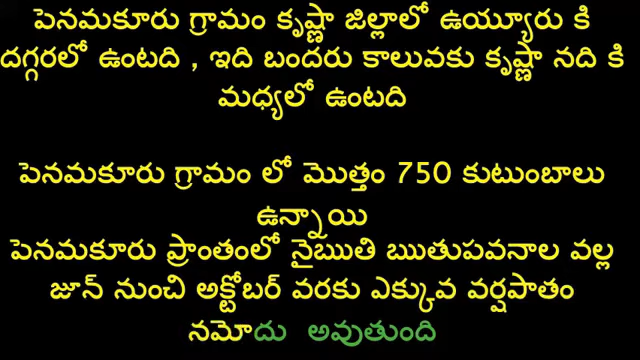 పెనమకూరు గ్రామం కృష్ణా జిల్లాలో ఉయ్యూరు కి
దగ్గరలో ఉంటది , ఇది బందరు కాలువకు కృష్ణా నది కి
మధ్యలో ఉంటది
పెనమకూరు గ్రామం లో మొత్తం 750 కుటుంబాలు
ఉన్నాయి
పెనమకూరు ప్రాంతంలో నైఋతి ఋతుపవనాల వల్ల
జూన్ నుంచి అక్టోబర్ వరకు ఎక్కువ వర్షపాతం
నమోదు అవుతుంది